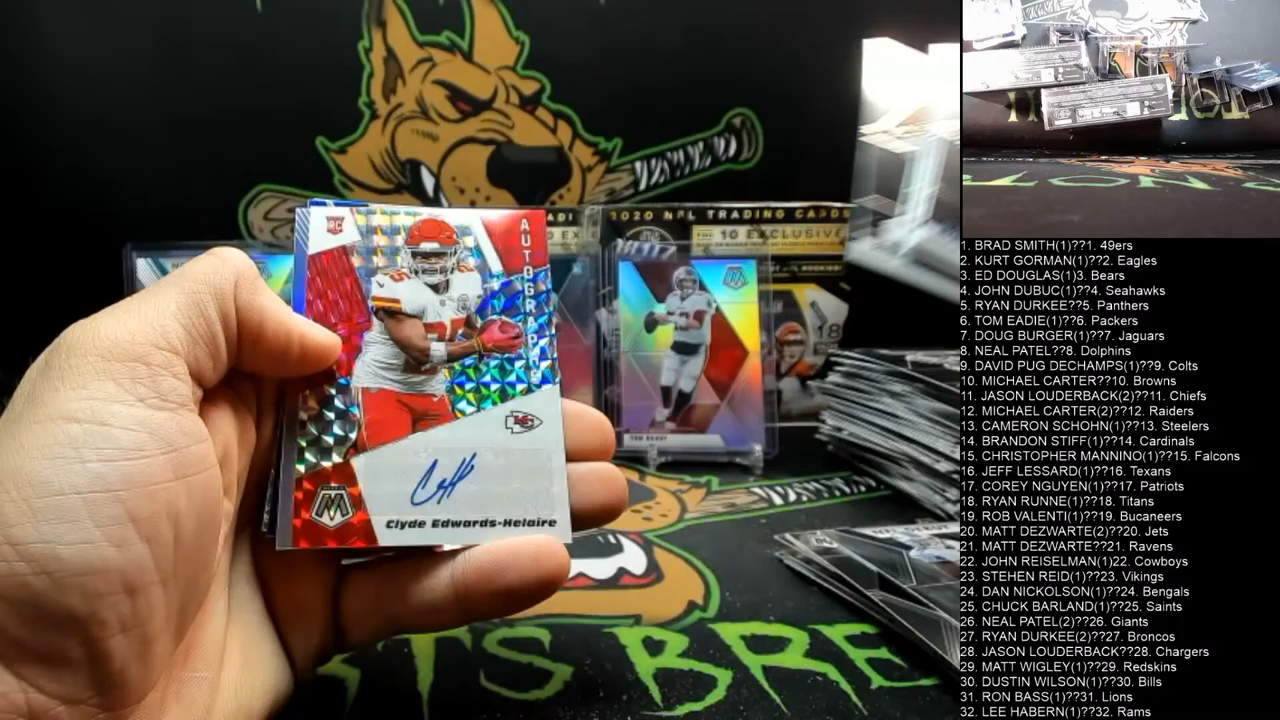 2020 NFL TRADING CARDS
10 EXCLUSIVE
RC
AUTOGRAPHS
18
TOM BRADY
25
KC
M
Clyde Edwards-Helaire
TS BRE
1. BRAD SMITH(1)??1. 49ers
2. KURT GORMAN(1)??2. Eagles
3. ED DOUGLAS(1)3. Bears
4. JOHN DUBUC(1)??4. Seahawks
5. RYAN DURKEE??5. Panthers
6. TOM EADIE(1)??6. Packers
7. DOUG BURGER(1)??7. Jaguars
8. NEAL PATEL??8. Dolphins
9. DAVID PUG DECHAMPS(1)??9. Colts
10. MICHAEL CARTER??10. Browns
11. JASON LOUDERBACK(2)??11. Chiefs
12. MICHAEL CARTER(2)??12. Raiders
13. CAMERON SCHOHN(1)??13. Steelers
14. BRANDON STIFF(1)??14. Cardinals
15. CHRISTOPHER MANNINO(1)??15. Falcons
16. JEFF LESSARD(1)??16. Texans
17. COREY NGUYEN(1)??17. Patriots
18. RYAN RUNNE(1)??18. Titans
19. ROB VALENTI(1)??19. Bucaneers
20. MATT DEZWARTE(2)??20. Jets
21. MATT DEZWARTE??21. Ravens
22. JOHN REISELMAN(1)22. Cowboys
23. STEHEN REID(1)??23. Vikings
24. DAN NICKOLSON(1)??24. Bengals
25. CHUCK BARLAND(1)??25. Saints
26. NEAL PATEL(2)??26. Giants
27. RYAN DURKEE(2)??27. Broncos
28. JASON LOUDERBACK??28. Chargers
29. MATT WIGLEY(1)??29. Redskins
30. DUSTIN WILSON(1)??30. Bills
31. RON BASS(1)??31. Lions
32. LEE HABERN(1)??32. Rams